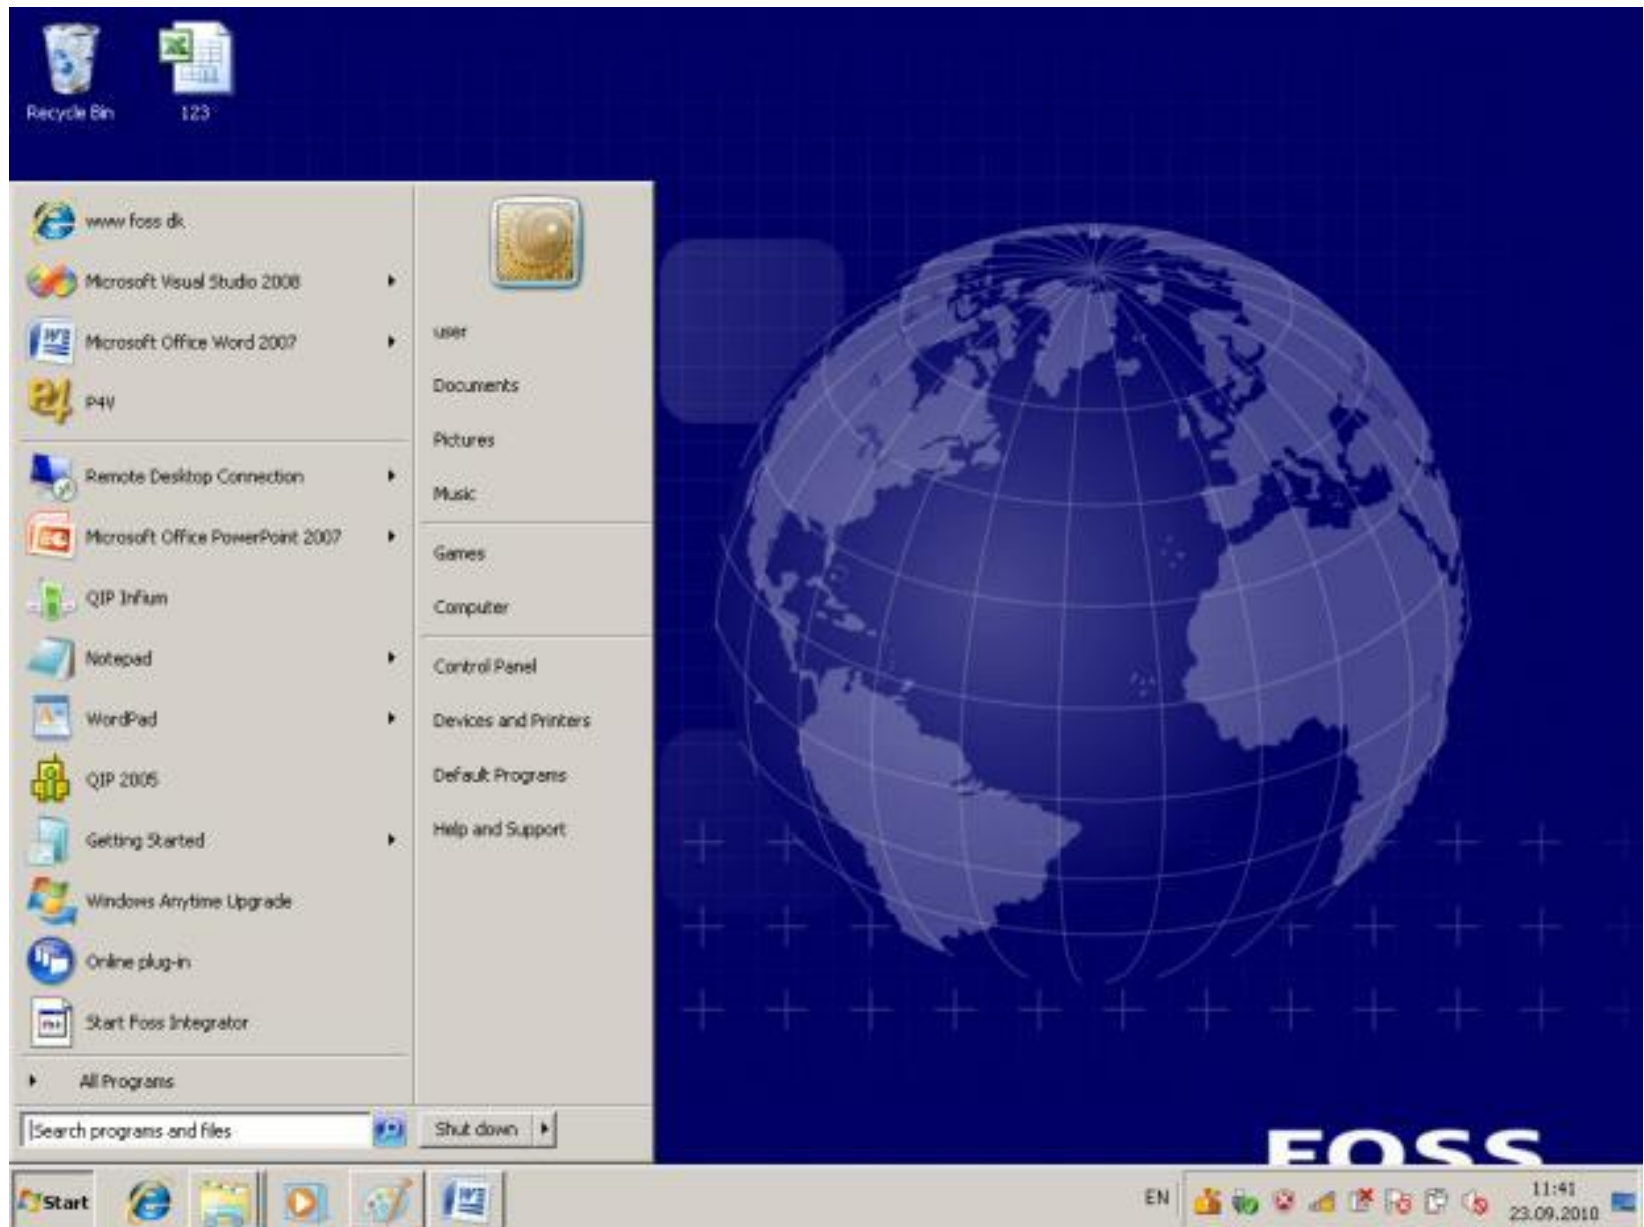 Recycle Bin
123
www foss dk
Microsoft Visual Studio 2008
Microsoft Office Word 2007
P4V
Remote Desktop Connection
Microsoft Office PowerPoint 2007
QIP Infium
Notepad
WordPad
QIP 2005
Getting Started
Windows Anytime Upgrade
Online plug-in
Start Foss Integrator
All Programs
Search programs and files
user
Documents
Pictures
Music
Games
Computer
Control Panel
Devices and Printers
Default Programs
Help and Support
Shut down
FOSS
Start
EN
11:41
23.09.2010